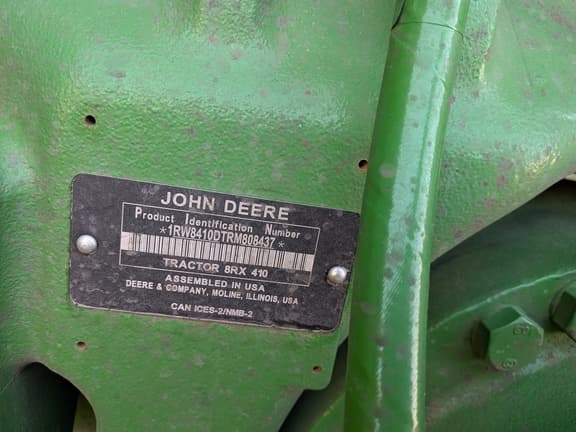 JOHN DEERE
Product Identification Number
*1RW8410DTRM808437*
TRACTOR 8RX 410
ASSEMBLED IN USA
DEERE & COMPANY, MOLINE, ILLINOIS, USA
CAN ICES-2/NMB-2